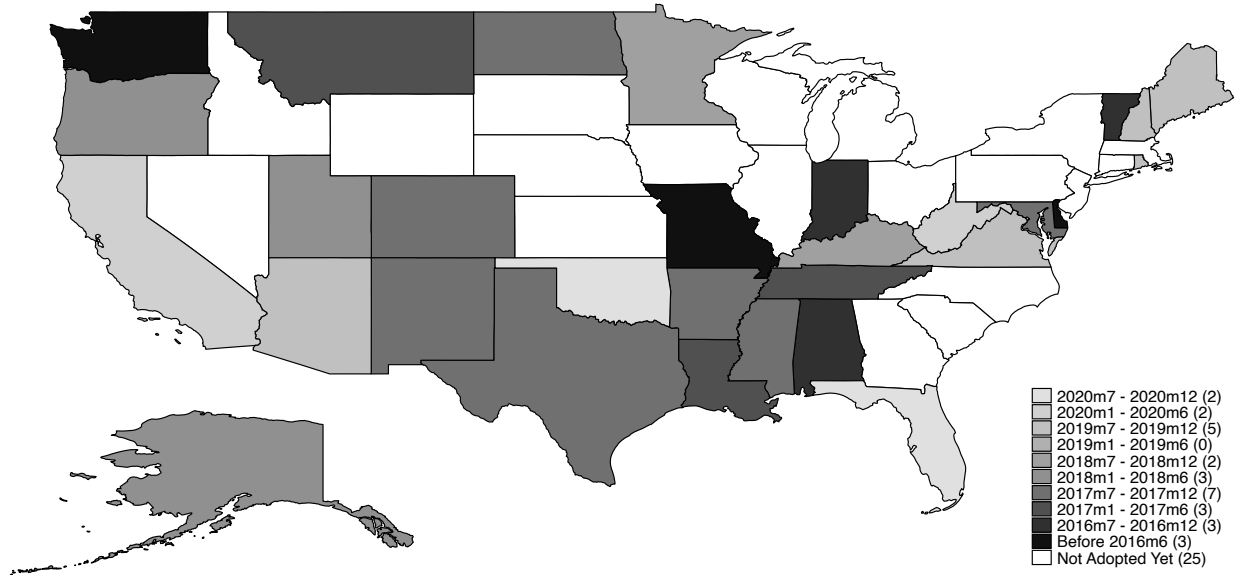 2020m7 - 2020m12 (2)
2020m1 - 2020m6 (2)
2019m7 - 2019m12 (5)
2019m1 - 2019m6 (0)
2018m7 - 2018m12 (2)
2018m1 - 2018m6 (3)
2017m7 - 2017m12 (7)
2017m1 - 2017m6 (3)
2016m7 - 2016m12 (3)
Before 2016m6 (3)
Not Adopted Yet (25)